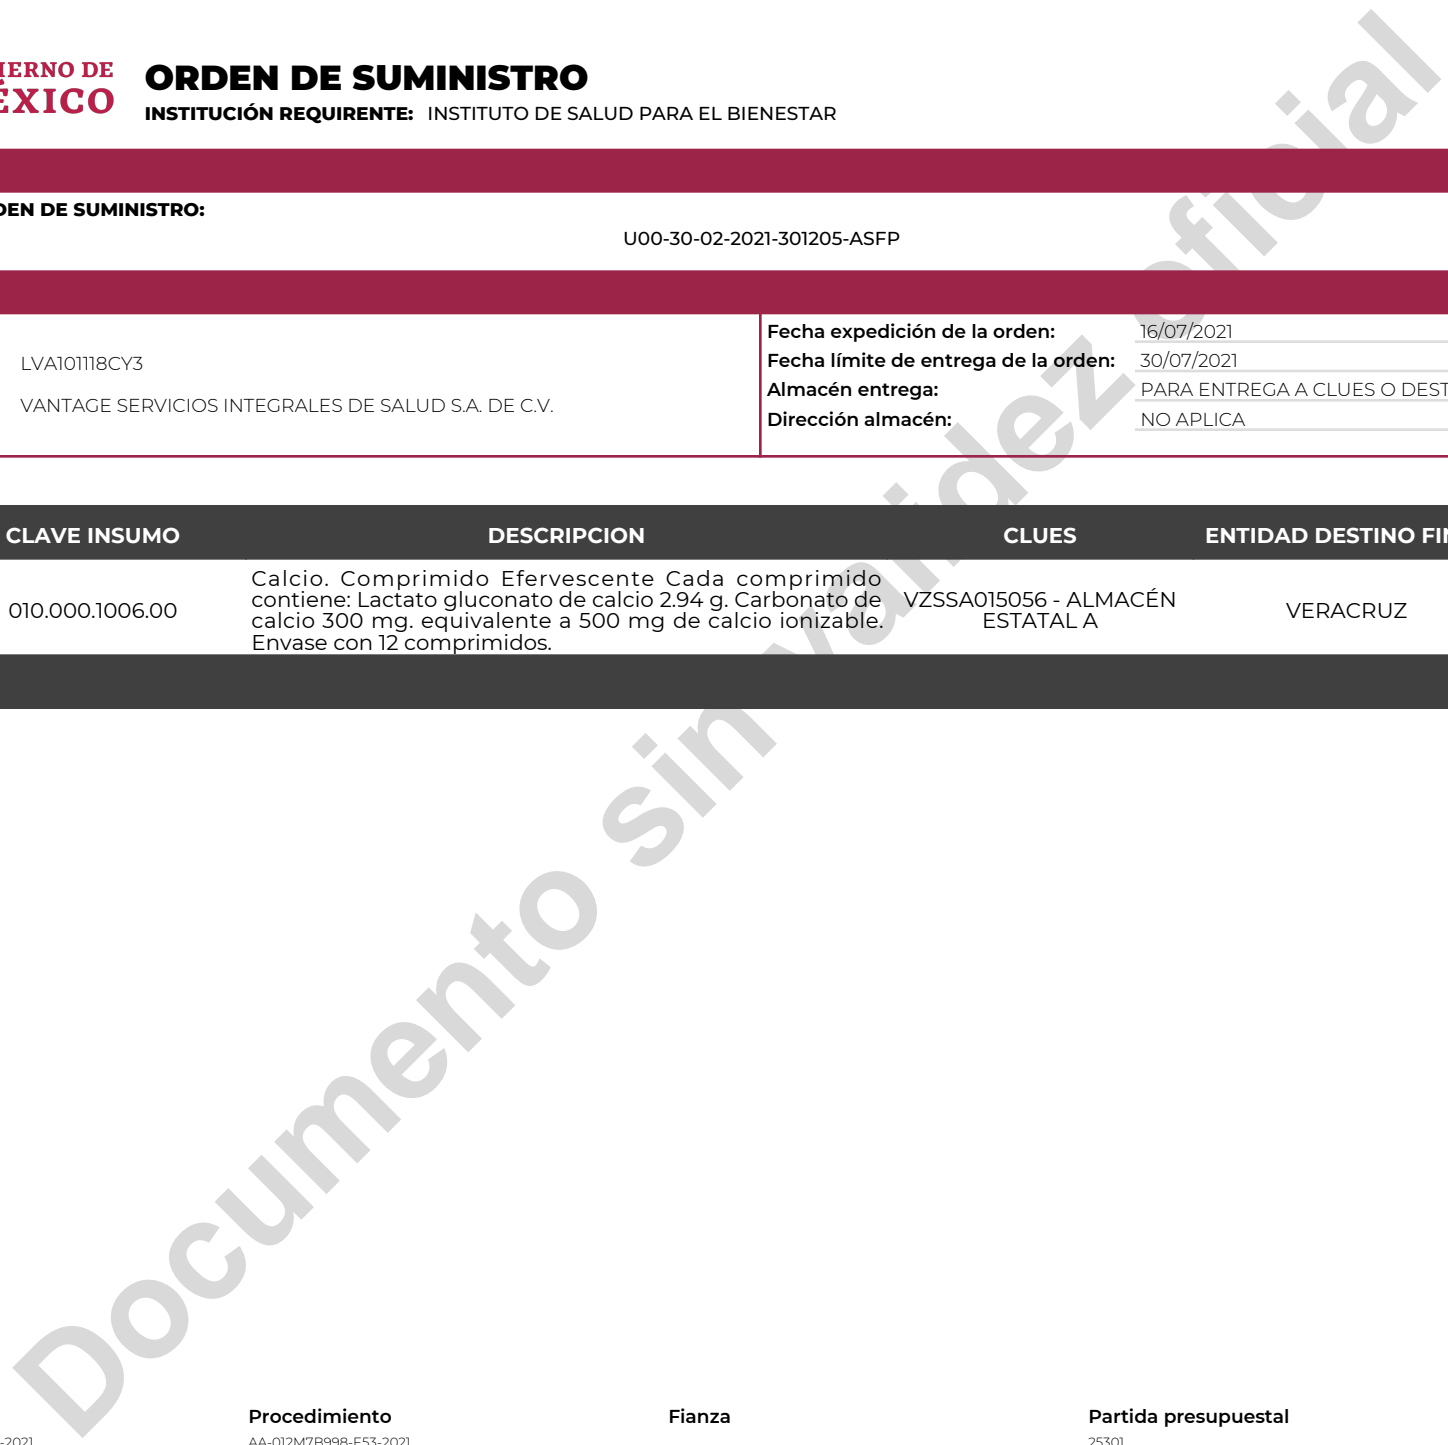 IERNO DE
ÉXICO
ORDEN DE SUMINISTRO
INSTITUCIÓN REQUIRENTE: INSTITUTO DE SALUD PARA EL BIENESTAR
DEN DE SUMINISTRO:
U00-30-02-2021-301205-ASFP
LVA101118CY3
VANTAGE SERVICIOS INTEGRALES DE SALUD S.A. DE C.V.
Fecha expedición de la orden: 16/07/2021
Fecha límite de entrega de la orden: 30/07/2021
Almacén entrega: PARA ENTREGA A CLUES O DEST
Dirección almacén: NO APLICA
CLAVE INSUMO DESCRIPCION CLUES ENTIDAD DESTINO FIN
010.000.1006.00
Calcio. Comprimido Efervescente Cada comprimido
contiene: Lactato gluconato de calcio 2.94 g. Carbonato de
calcio 300 mg. equivalente a 500 mg de calcio ionizable.
Envase con 12 comprimidos.
VZSSA015056 - ALMACÉN
ESTATAL A
VERACRUZ
Documento sin validez oficial
Procedimiento Fianza Partida presupuestal
-2021 AA-012M7B998-E53-2021 25301